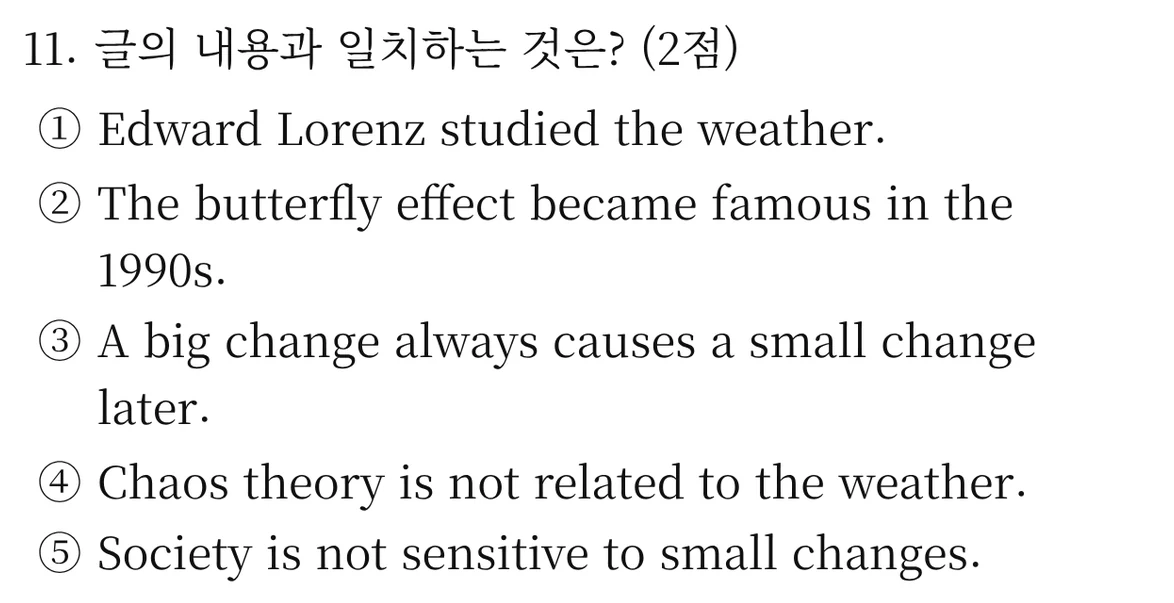 11. 글의 내용과 일치하는 것은? (2점)
① Edward Lorenz studied the weather.
② The butterfly effect became famous in the
1990s.
③ A big change always causes a small change
later.
④ Chaos theory is not related to the weather.
⑤ Society is not sensitive to small changes.